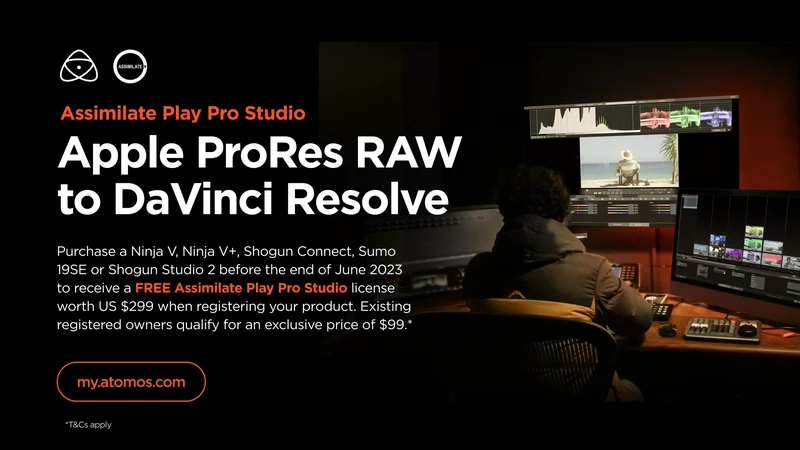 ASSIMILATE
Assimilate Play Pro Studio
Apple ProRes RAW
to DaVinci Resolve
Purchase a Ninja V, Ninja V+, Shogun Connect, Sumo
19SE or Shogun Studio 2 before the end of June 2023
to receive a FREE Assimilate Play Pro Studio license
worth US $299 when registering your product. Existing
registered owners qualify for an exclusive price of $99.*
my.atomos.com
*T&Cs apply